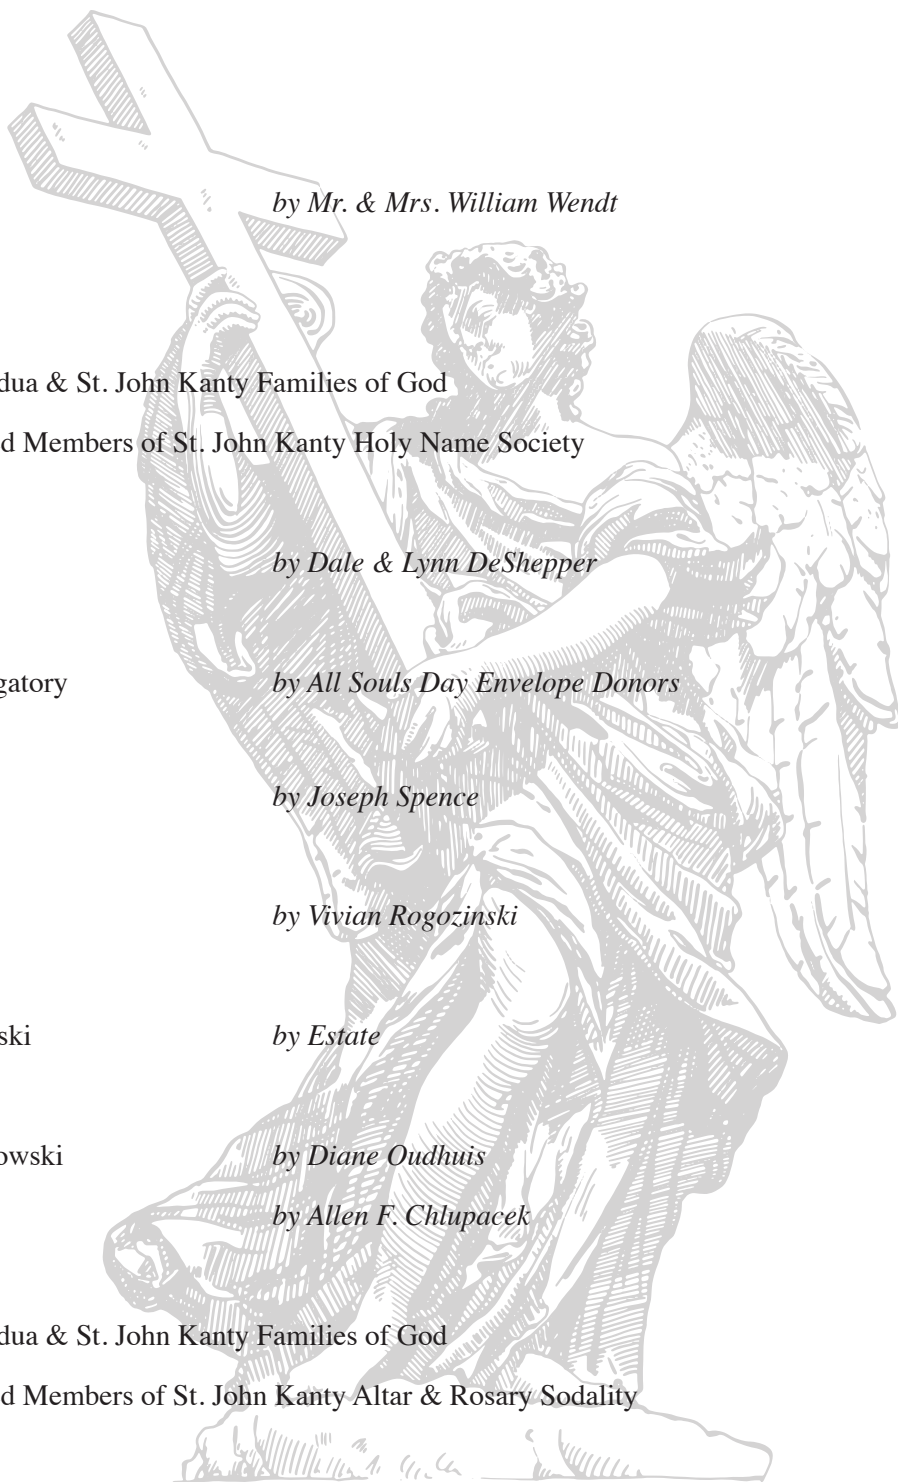 by Mr. & Mrs. William Wendt
dua & St. John Kanty Families of God
d Members of St. John Kanty Holy Name Society
by Dale & Lynn DeShepper
gatory by All Souls Day Envelope Donors
by Joseph Spence
by Vivian Rogozinski
ski by Estate
owski by Diane Oudhuis
by Allen F. Chlupacek
dua & St. John Kanty Families of God
d Members of St. John Kanty Altar & Rosary Sodality